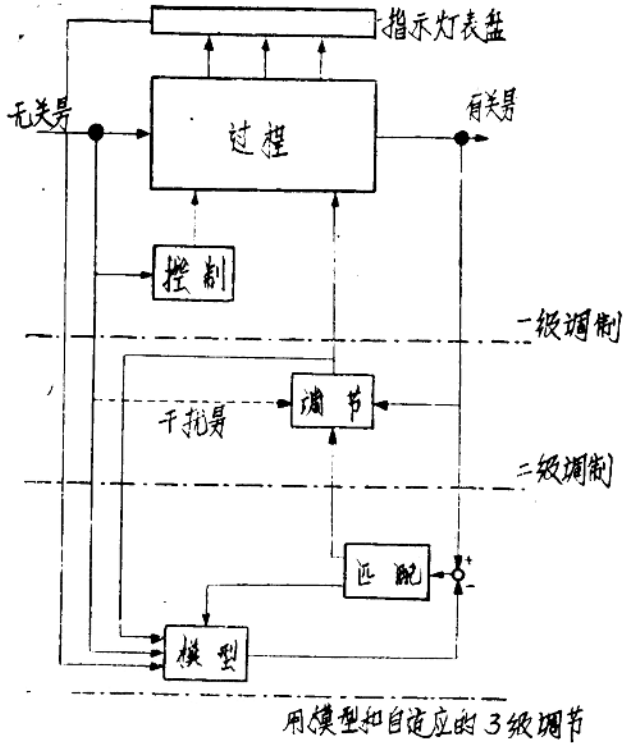 指示灯表盘
无关量
有关量
过程
控制
一级调制
调节
干扰量
二级调制
匹配
+
-
模型
用模型和自适应的3级调节